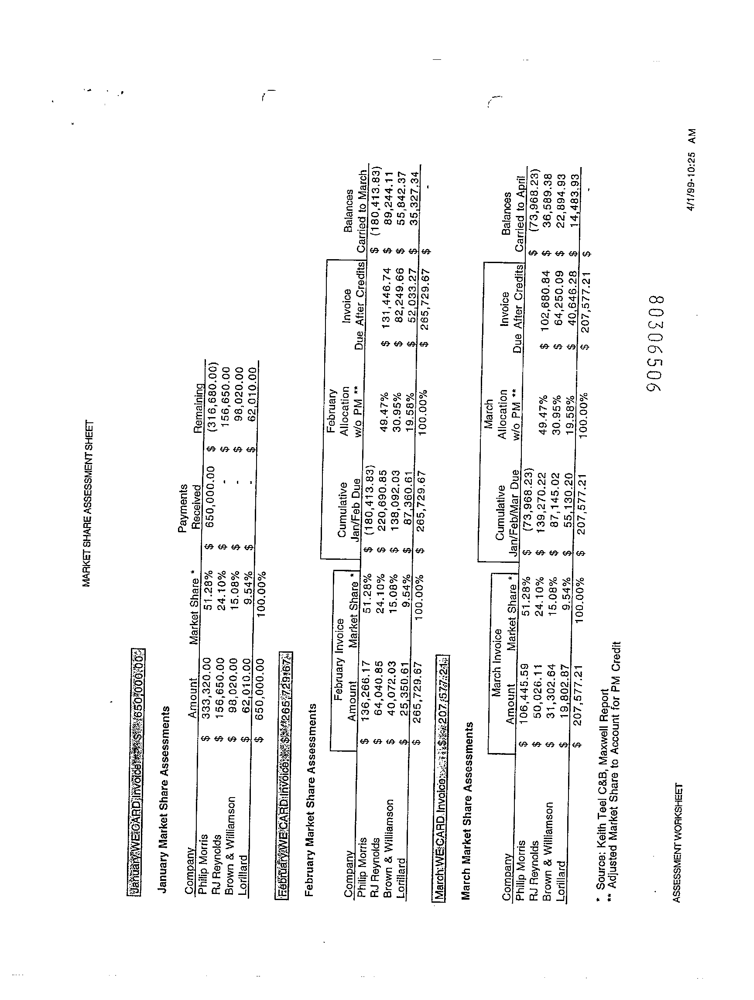 MARKET SHARE ASSESSMENT SHEET
January WE CARD Invoice $ 650,000.00
January Market Share Assessments
Payments
Company Amount Market Share * Received Remaining
Philip Morris $ 333,320.00 51.28% $ 650,000.00 $ (316,680.00)
RJ Reynolds $ 156,650.00 24.10% $ - $ 156,650.00
Brown & Williamson $ 98,020.00 15.08% $ - $ 98,020.00
Lorillard $ 62,010.00 9.54% $ - $ 62,010.00
$ 650,000.00 100.00%
February WE CARD Invoice $ 265,729.67
February Market Share Assessments
February Invoice Cumulative February Allocation Invoice Balances
Company Amount Market Share * Jan/Feb Due w/o PM ** Due After Credits Carried to March
Philip Morris $ 136,266.17 51.28% $ (180,413.83) $ (180,413.83)
RJ Reynolds $ 64,040.85 24.10% $ 220,690.85 49.47% $ 131,446.74 $ 89,244.11
Brown & Williamson $ 40,072.03 15.08% $ 138,092.03 30.95% $ 82,249.66 $ 55,842.37
Lorillard $ 25,350.61 9.54% $ 87,360.61 19.58% $ 52,033.27 $ 35,327.34
$ 265,729.67 100.00% $ 265,729.67 100.00% $ 265,729.67 $ -
March WE CARD Invoice $ 207,577.21
March Market Share Assessments
March Invoice Cumulative March Allocation Invoice Balances
Company Amount Market Share * Jan/Feb/Mar Due w/o PM ** Due After Credits Carried to April
Philip Morris $ 106,445.59 51.28% $ (73,968.23) $ (73,968.23)
RJ Reynolds $ 50,026.11 24.10% $ 139,270.22 49.47% $ 102,680.84 $ 36,589.38
Brown & Williamson $ 31,302.64 15.08% $ 87,145.02 30.95% $ 64,250.09 $ 22,894.93
Lorillard $ 19,802.87 9.54% $ 55,130.20 19.58% $ 40,646.28 $ 14,483.93
$ 207,577.21 100.00% $ 207,577.21 100.00% $ 207,577.21 $ -
* Source: Keith Teel C&B, Maxwell Report
** Adjusted Market Share to Account for PM Credit
80306506
ASSESSMENT WORKSHEET
4/1/99-10:25 AM